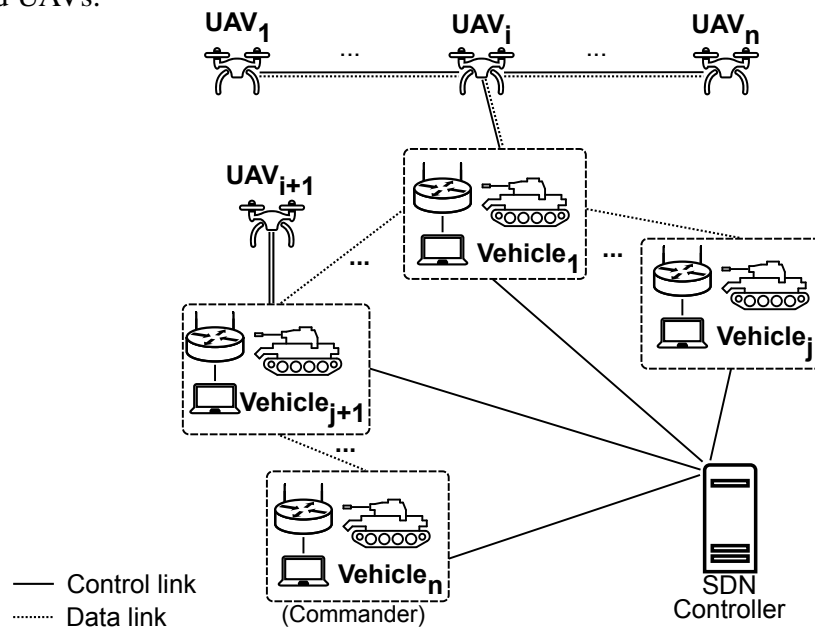 d UAVs.
UAV1 UAVi UAVn
... ...
UAVi+1
Vehicle1
... ...
Vehiclej
Vehiclej+1
...
Vehiclen
(Commander)
SDN
Controller
Control link
Data link